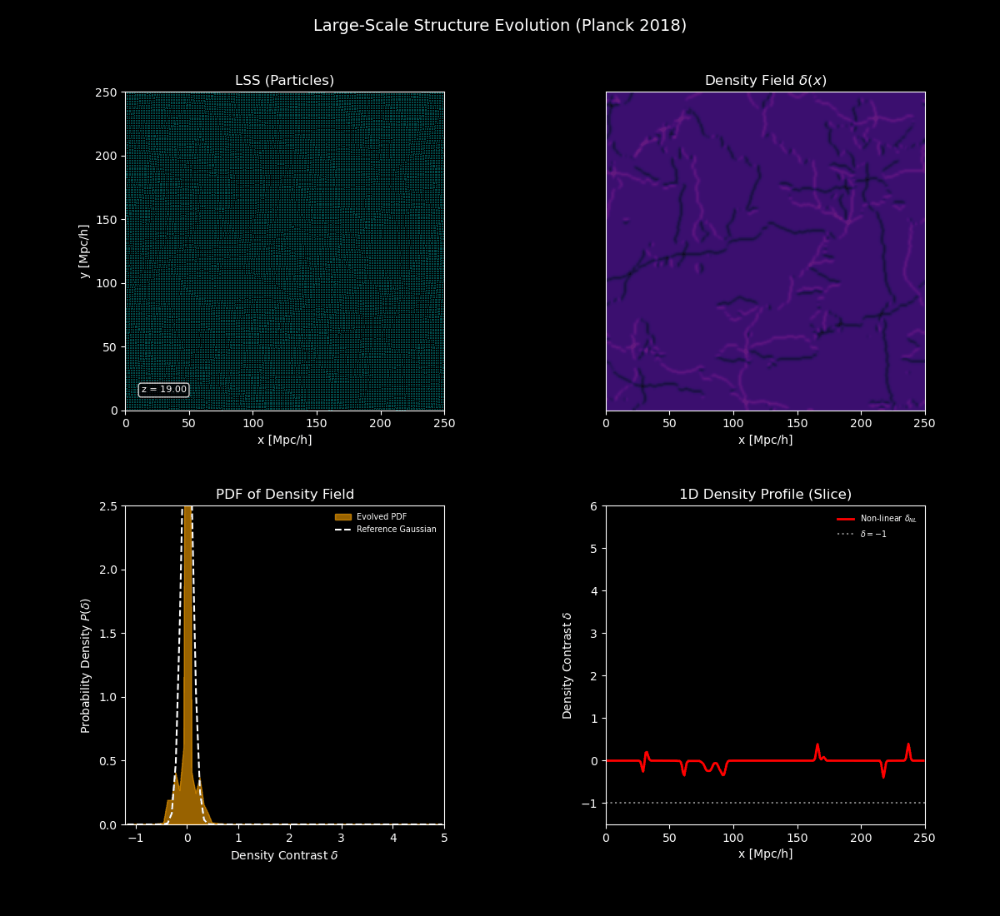 Large-Scale Structure Evolution (Planck 2018)
LSS (Particles)
250
200
150
100
50
0
y [Mpc/h]
z = 19.00
0 50 100 150 200 250
x [Mpc/h]
Density Field δ(x)
0 50 100 150 200 250
x [Mpc/h]
PDF of Density Field
2.5
2.0
1.5
1.0
0.5
0.0
Probability Density P(δ)
Evolved PDF
Reference Gaussian
−1 0 1 2 3 4 5
Density Contrast δ
1D Density Profile (Slice)
6
5
4
3
2
1
0
−1
Density Contrast δ
Non-linear δ_NL
δ = −1
0 50 100 150 200 250
x [Mpc/h]